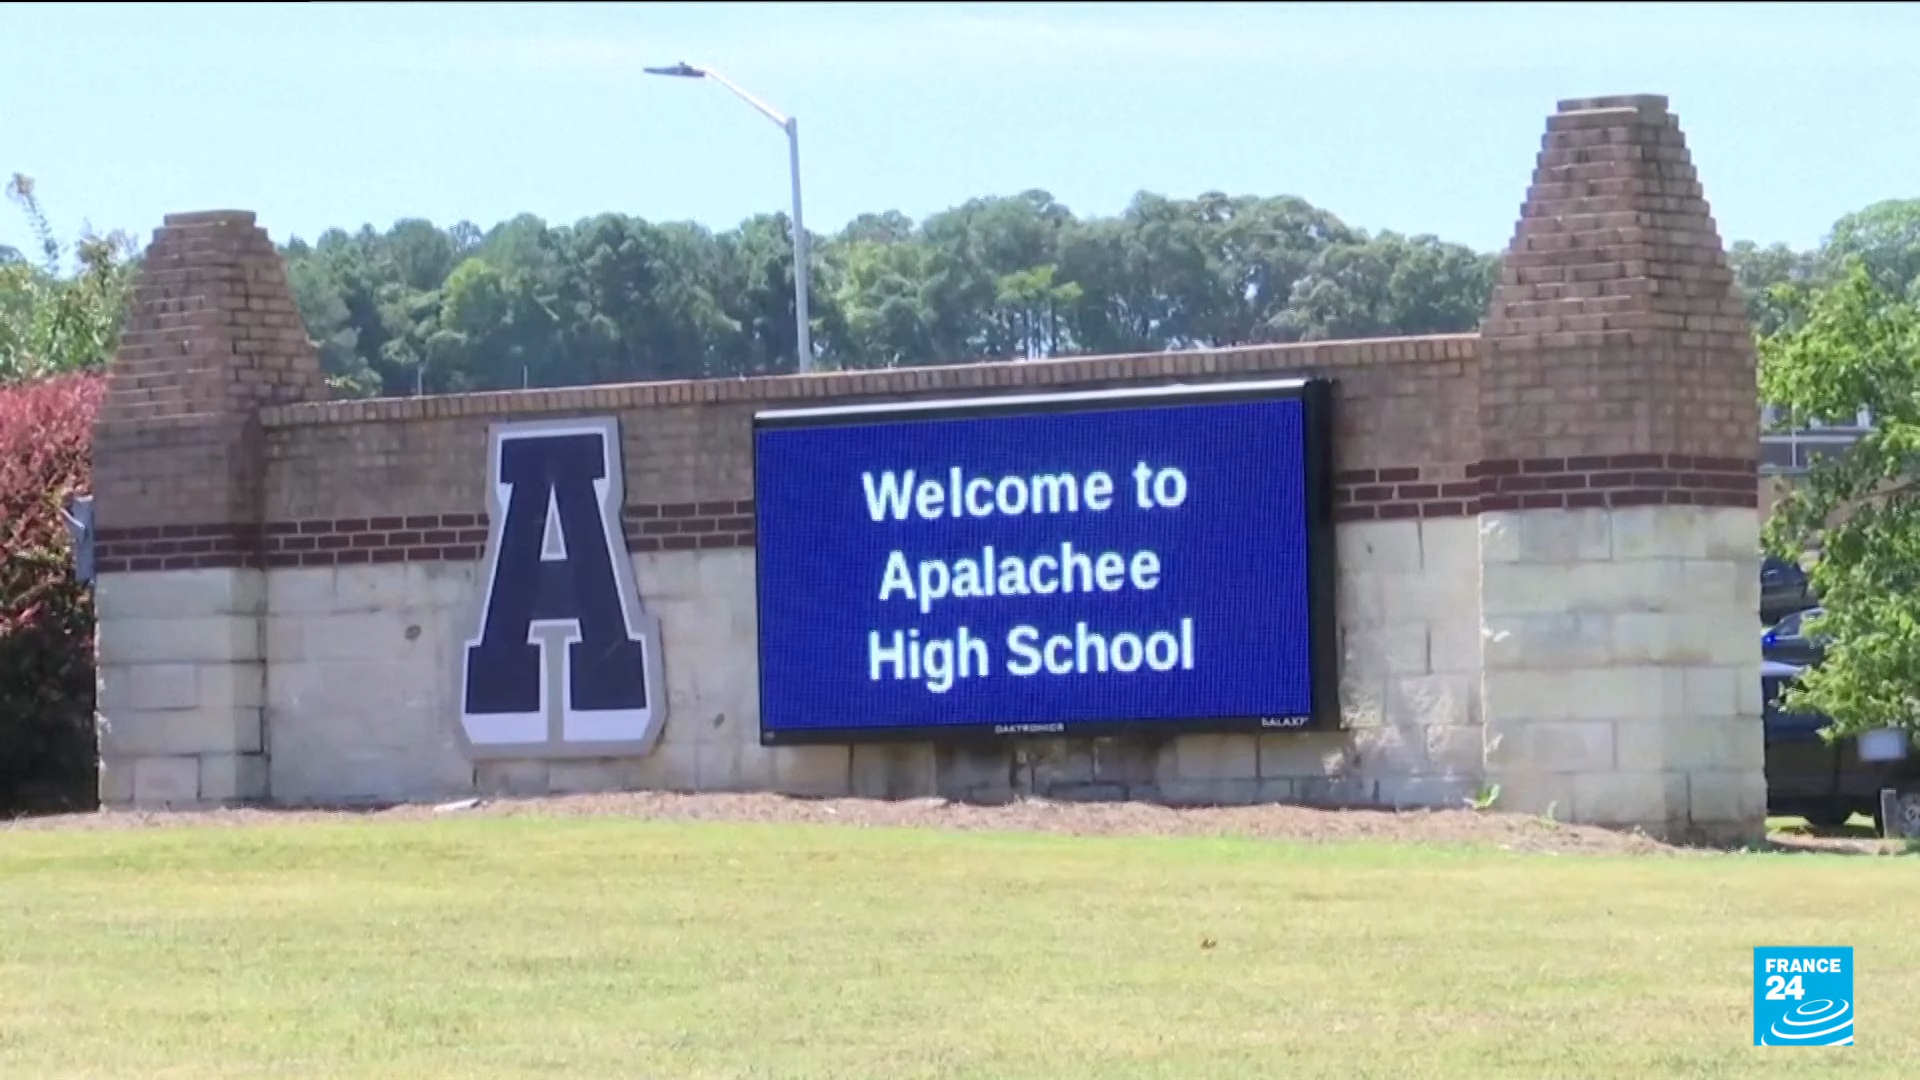 A
Welcome to
Apalachee
High School
DAKTRONICS
GALAXY
FRANCE
24